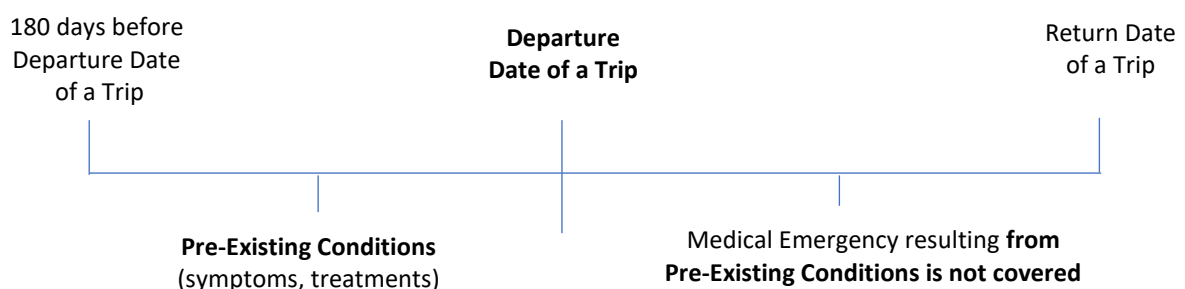 180 days before
Departure Date
of a Trip
Departure
Date of a Trip
Return Date
of a Trip
Pre-Existing Conditions
(symptoms, treatments)
Medical Emergency resulting from
Pre-Existing Conditions is not covered